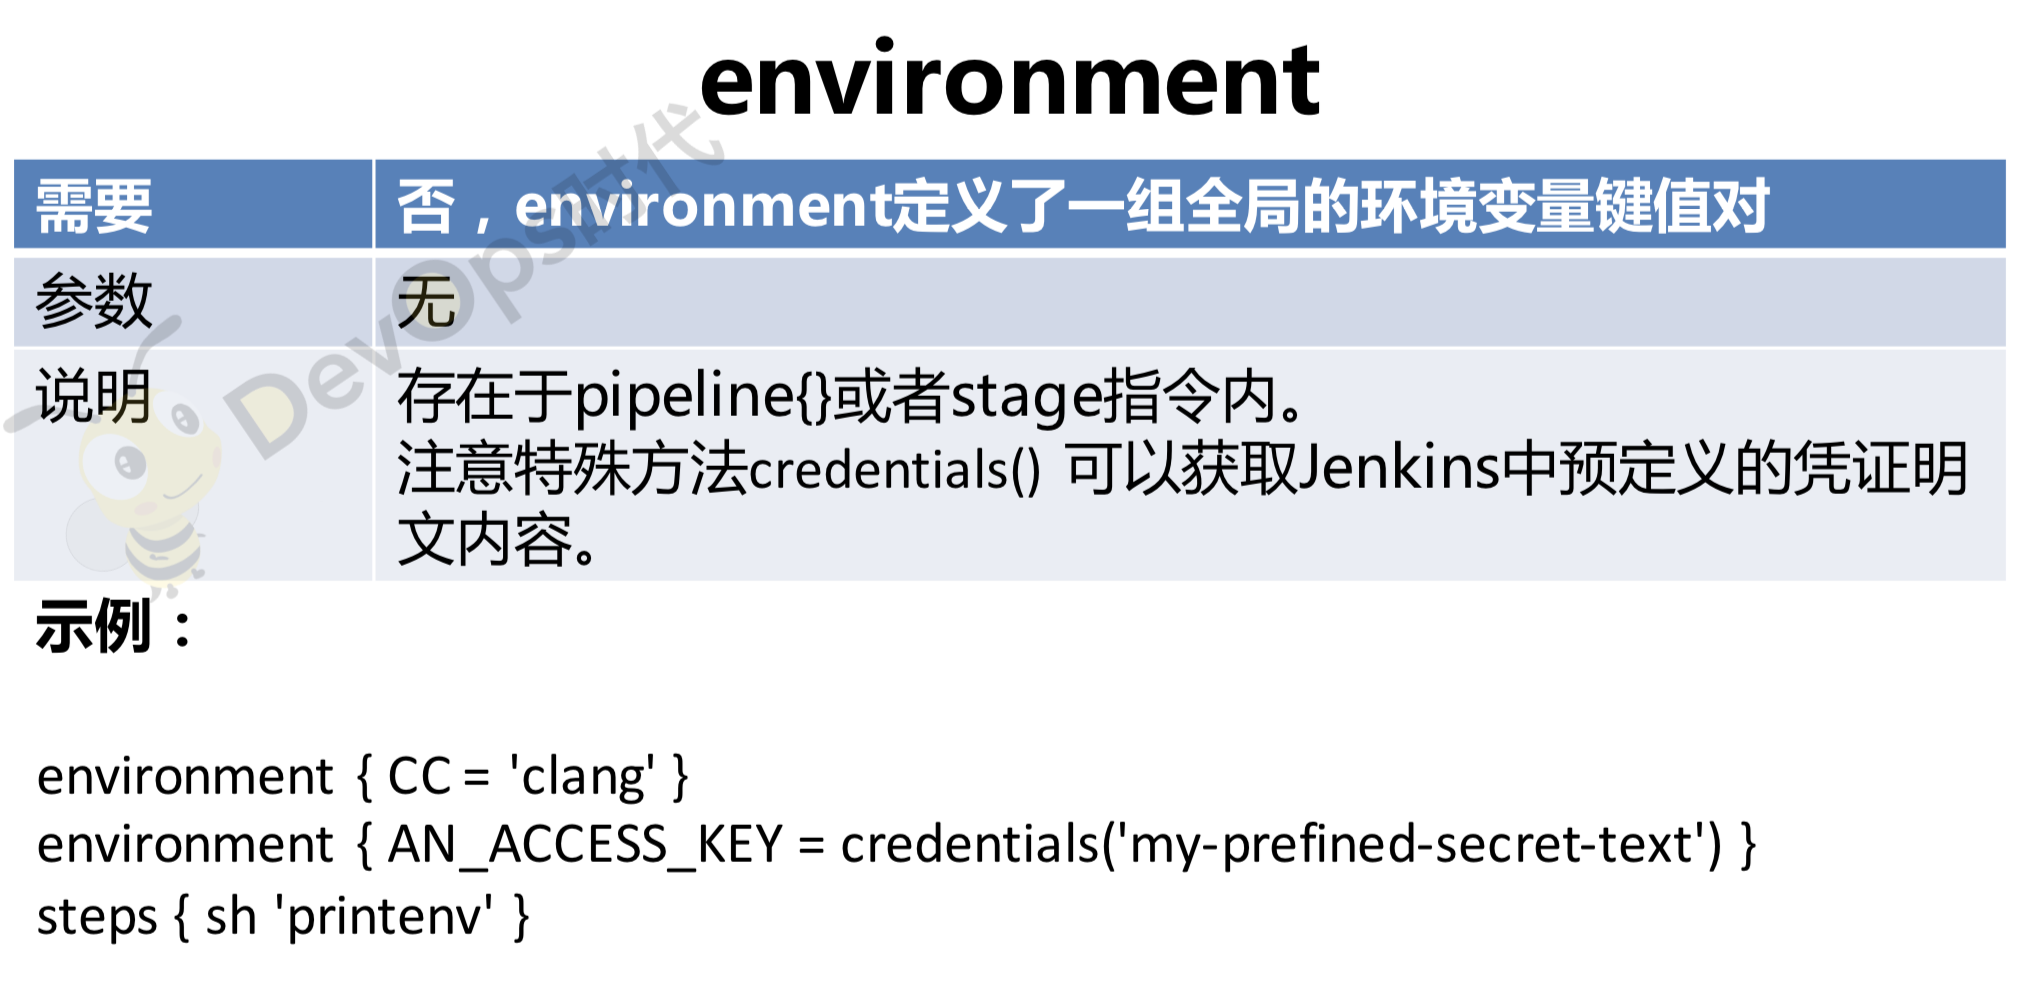 environment
需要 否，environment定义了一组全局的环境变量键值对
参数 无
说明 存在于pipeline{}或者stage指令内。
注意特殊方法credentials() 可以获取Jenkins中预定义的凭证明
文内容。
DevOps时代
示例：
environment { CC = 'clang' }
environment { AN_ACCESS_KEY = credentials('my-prefined-secret-text') }
steps { sh 'printenv' }